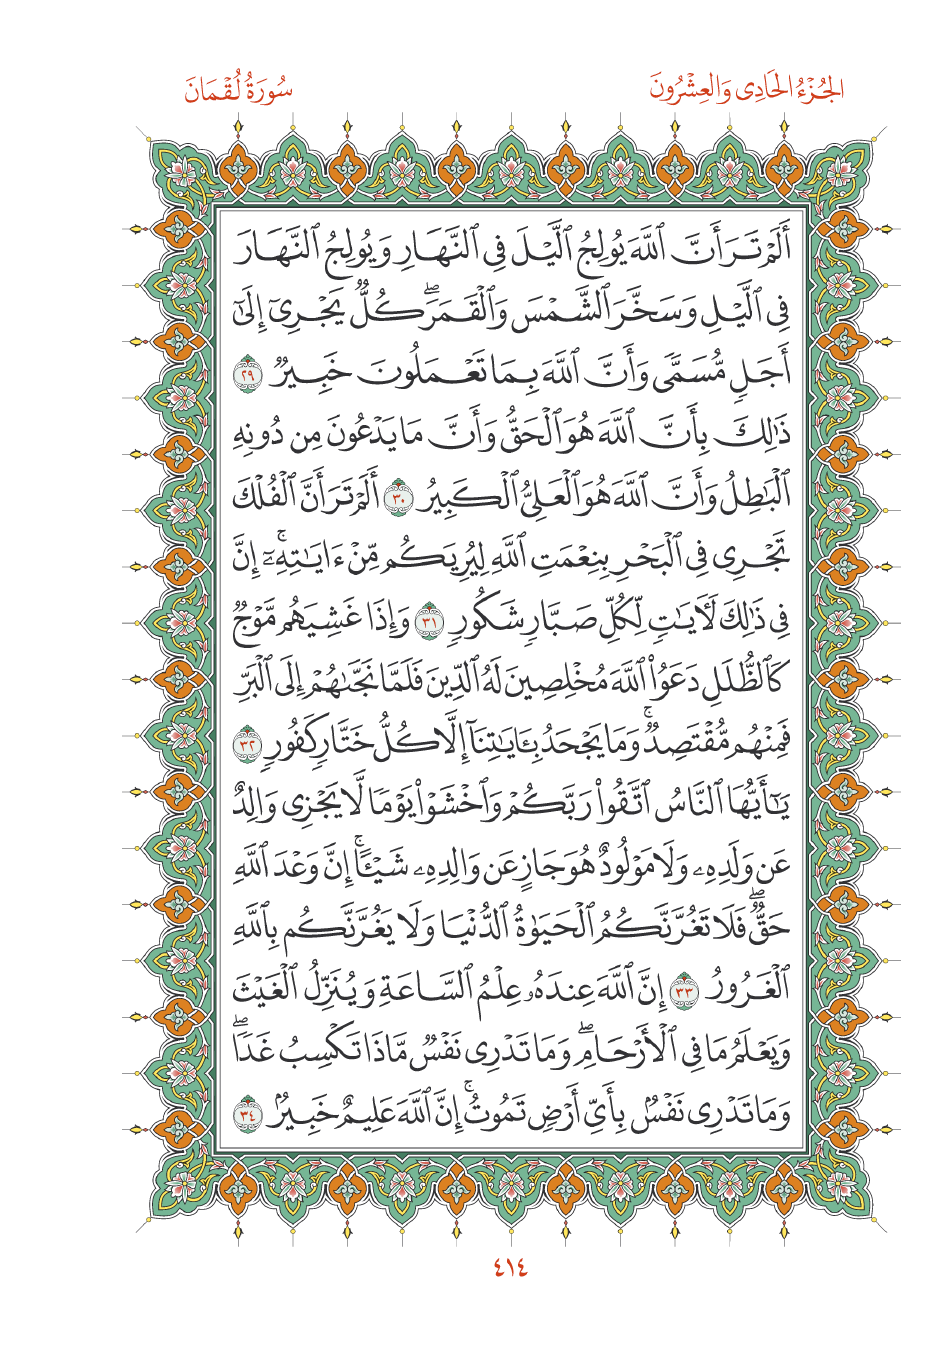 الجُزْءُ الحَادِى وَالعِشْرُونَ
سُورَةُ لُقْمَانَ
أَلَمْ تَرَ أَنَّ ٱللَّهَ يُولِجُ ٱلَّيْلَ فِى ٱلنَّهَارِ وَيُولِجُ ٱلنَّهَارَ
فِى ٱلَّيْلِ وَسَخَّرَ ٱلشَّمْسَ وَٱلْقَمَرَۖ كُلٌّ يَجْرِىٓ إِلَىٰٓ
أَجَلٍ مُّسَمًّى وَأَنَّ ٱللَّهَ بِمَا تَعْمَلُونَ خَبِيرٌ ٢٩
ذَٰلِكَ بِأَنَّ ٱللَّهَ هُوَ ٱلْحَقُّ وَأَنَّ مَا يَدْعُونَ مِن دُونِهِ
ٱلْبَٰطِلُ وَأَنَّ ٱللَّهَ هُوَ ٱلْعَلِىُّ ٱلْكَبِيرُ ٣٠ أَلَمْ تَرَ أَنَّ ٱلْفُلْكَ
تَجْرِى فِى ٱلْبَحْرِ بِنِعْمَتِ ٱللَّهِ لِيُرِيَكُم مِّنْ ءَايَٰتِهِۦٓۚ إِنَّ
فِى ذَٰلِكَ لَءَايَٰتٍ لِّكُلِّ صَبَّارٍ شَكُورٍ ٣١ وَإِذَا غَشِيَهُم مَّوْجٌ
كَٱلظُّلَلِ دَعَوُاْ ٱللَّهَ مُخْلِصِينَ لَهُ ٱلدِّينَ فَلَمَّا نَجَّىٰهُمْ إِلَى ٱلْبَرِّ
فَمِنْهُم مُّقْتَصِدٌۚ وَمَا يَجْحَدُ بِـَٔايَٰتِنَآ إِلَّا كُلُّ خَتَّارٍ كَفُورٍ ٣٢
يَٰٓأَيُّهَا ٱلنَّاسُ ٱتَّقُواْ رَبَّكُمْ وَٱخْشَوْاْ يَوْمًا لَّا يَجْزِى وَالِدٌ
عَن وَلَدِهِۦ وَلَا مَوْلُودٌ هُوَ جَازٍ عَن وَالِدِهِۦ شَيْـًٔاۚ إِنَّ وَعْدَ ٱللَّهِ
حَقٌّۖ فَلَا تَغُرَّنَّكُمُ ٱلْحَيَوٰةُ ٱلدُّنْيَا وَلَا يَغُرَّنَّكُم بِٱللَّهِ
ٱلْغَرُورُ ٣٣ إِنَّ ٱللَّهَ عِندَهُۥ عِلْمُ ٱلسَّاعَةِ وَيُنَزِّلُ ٱلْغَيْثَ
وَيَعْلَمُ مَا فِى ٱلْأَرْحَامِۖ وَمَا تَدْرِى نَفْسٌ مَّاذَا تَكْسِبُ غَدًاۖ
وَمَا تَدْرِى نَفْسٌۢ بِأَىِّ أَرْضٍ تَمُوتُۚ إِنَّ ٱللَّهَ عَلِيمٌ خَبِيرٌۢ ٣٤
٤١٤